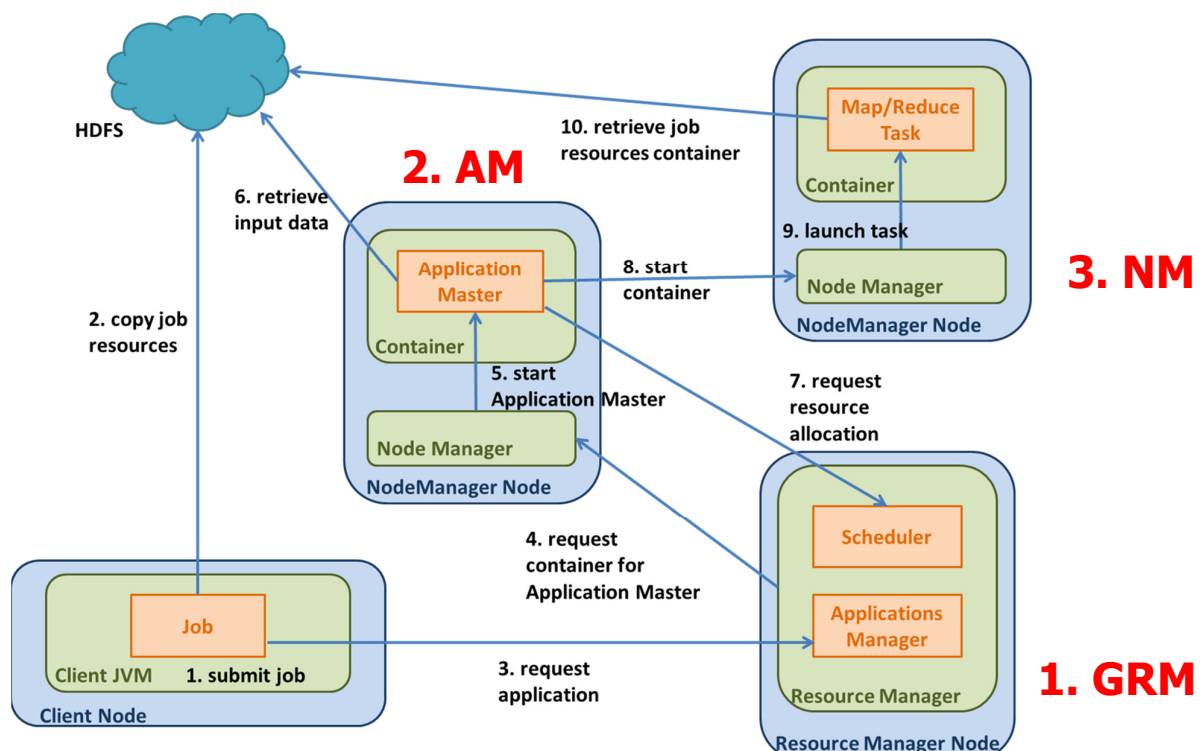 HDFS
10. retrieve job
resources container
Map/Reduce
Task
Container
2. AM
6. retrieve
input data
9. launch task
Application
Master
8. start
container
Node Manager
3. NM
NodeManager Node
2. copy job
resources
Container
5. start
Application Master
7. request
resource
allocation
Node Manager
NodeManager Node
Scheduler
4. request
container for
Application Master
Job
Applications
Manager
Client JVM
1. submit job
3. request
application
Resource Manager
1. GRM
Client Node
Resource Manager Node